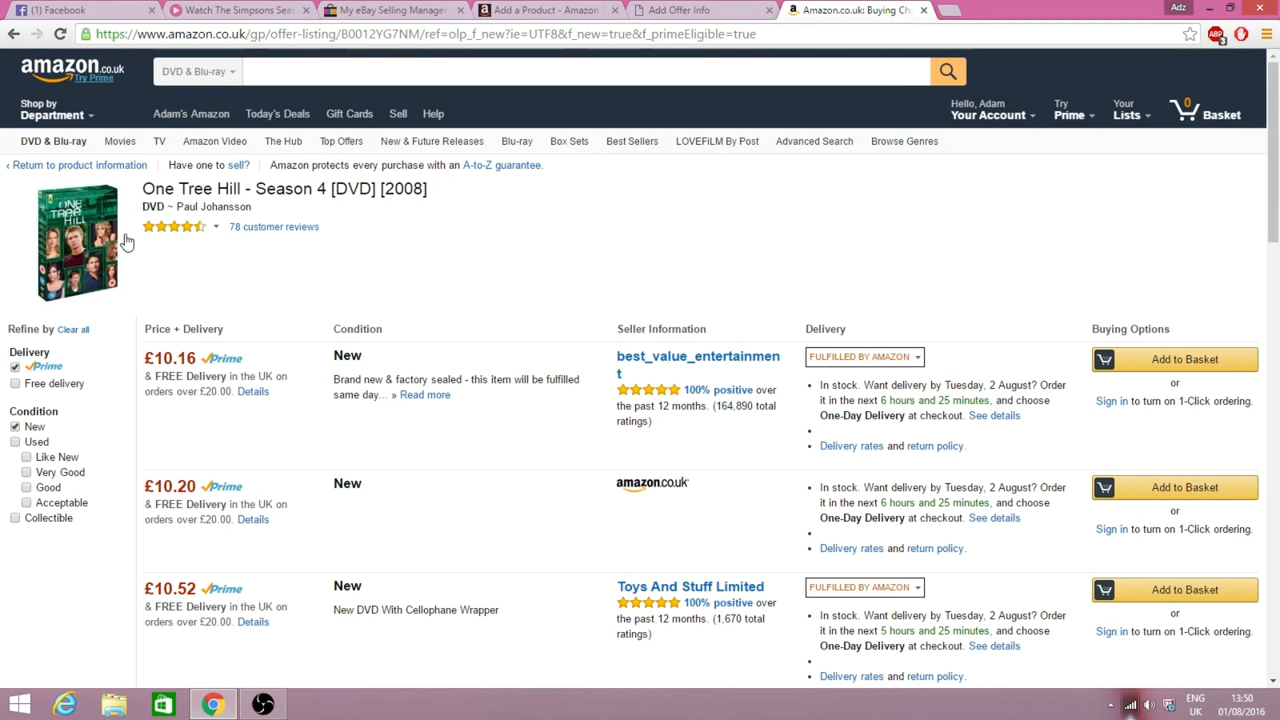 (1) Facebook
Watch The Simpsons Seas
My eBay Selling Manager
Add a Product - Amazon
Add Offer Info
Amazon.co.uk: Buying Cho
Adz
https://www.amazon.co.uk/gp/offer-listing/B0012YG7NM/ref=olp_f_new?ie=UTF8&f_new=true&f_primeEligible=true
ABP
3
amazon.co.uk
Try Prime
DVD & Blu-ray
Shop by
Department
Adam's Amazon
Today's Deals
Gift Cards
Sell
Help
Hello, Adam
Your Account
Try
Prime
Your
Lists
0
Basket
DVD & Blu-ray
Movies
TV
Amazon Video
The Hub
Top Offers
New & Future Releases
Blu-ray
Box Sets
Best Sellers
LOVEFiLM By Post
Advanced Search
Browse Genres
‹ Return to product information
Have one to sell?
Amazon protects every purchase with an A-to-Z guarantee.
ONE
TREE
HILL
One Tree Hill - Season 4 [DVD] [2008]
DVD ~ Paul Johansson
78 customer reviews
Refine by Clear all
Delivery
Prime
Free delivery
Condition
New
Used
Like New
Very Good
Good
Acceptable
Collectible
Price + Delivery
Condition
Seller Information
Delivery
Buying Options
£10.16 Prime
& FREE Delivery in the UK on
orders over £20.00. Details
New
Brand new & factory sealed - this item will be fulfilled
same day... » Read more
best_value_entertainmen
t
100% positive over
the past 12 months. (164,890 total
ratings)
FULFILLED BY AMAZON
In stock. Want delivery by Tuesday, 2 August? Order
it in the next 6 hours and 25 minutes, and choose
One-Day Delivery at checkout. See details
Delivery rates and return policy.
Add to Basket
or
Sign in to turn on 1-Click ordering.
£10.20 Prime
& FREE Delivery in the UK on
orders over £20.00. Details
New
amazon.co.uk
In stock. Want delivery by Tuesday, 2 August? Order
it in the next 6 hours and 25 minutes, and choose
One-Day Delivery at checkout. See details
Delivery rates and return policy.
Add to Basket
or
Sign in to turn on 1-Click ordering.
£10.52 Prime
& FREE Delivery in the UK on
orders over £20.00. Details
New
New DVD With Cellophane Wrapper
Toys And Stuff Limited
100% positive over
the past 12 months. (1,670 total
ratings)
FULFILLED BY AMAZON
In stock. Want delivery by Tuesday, 2 August? Order
it in the next 5 hours and 25 minutes, and choose
One-Day Delivery at checkout. See details
Delivery rates and return policy.
Add to Basket
or
Sign in to turn on 1-Click ordering.
ENG
UK
13:50
01/08/2016